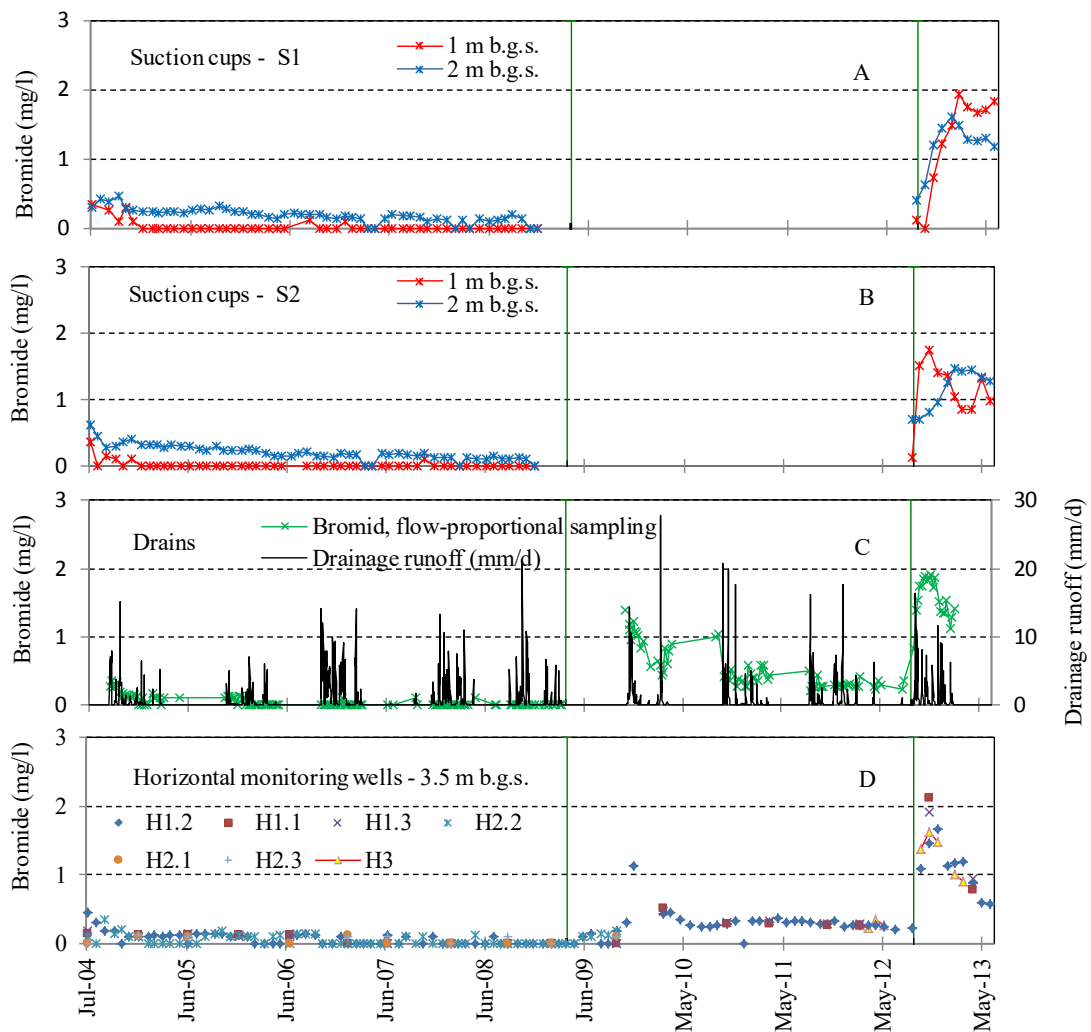 3
Suction cups - S1
1 m b.g.s.
2 m b.g.s.
A
2
1
0
Bromide (mg/l)
3
Suction cups - S2
1 m b.g.s.
2 m b.g.s.
B
2
1
0
Bromide (mg/l)
3
30
Bromid, flow-proportional sampling
Drains
Drainage runoff (mm/d)
C
2
20
1
10
0
0
Bromide (mg/l)
Drainage runoff (mm/d)
3
Horizontal monitoring wells - 3.5 m b.g.s.
D
2
H1.2
H1.1
H1.3
H2.2
H2.1
H2.3
H3
1
0
Bromide (mg/l)
Jul-04
Jun-05
Jun-06
Jun-07
Jun-08
Jun-09
May-10
May-11
May-12
May-13